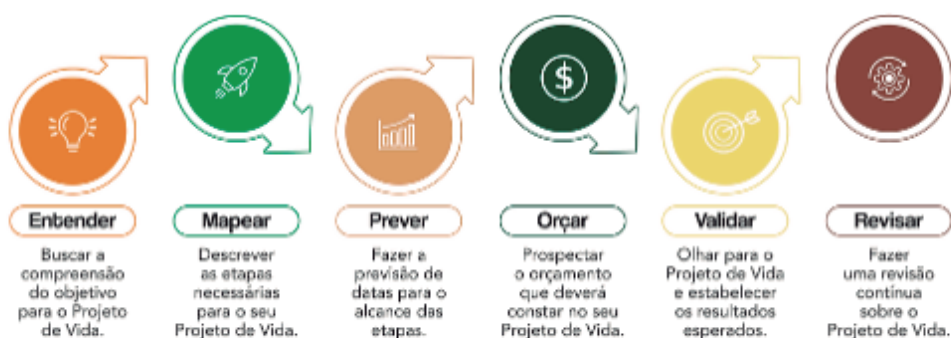 $
Entender
Buscar a
compreensão
do objetivo
para o Projeto
de Vida.
Mapear
Descrever
as etapas
necessárias
para o seu
Projeto de Vida.
Prever
Fazer a
previsão de
datas para o
alcance das
etapas.
Orçar
Prospectar
o orçamento
que deverá
constar no seu
Projeto de Vida.
Validar
Olhar para o
Projeto de Vida
e estabelecer
os resultados
esperados.
Revisar
Fazer
uma revisão
contínua
sobre o
Projeto de Vida.